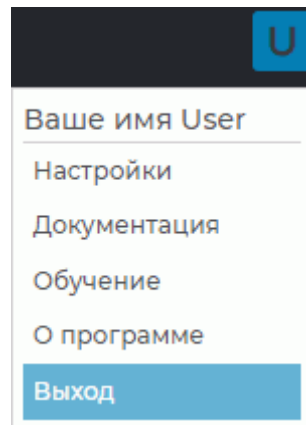 U
Ваше имя User
Настройки
Документация
Обучение
О программе
Выход